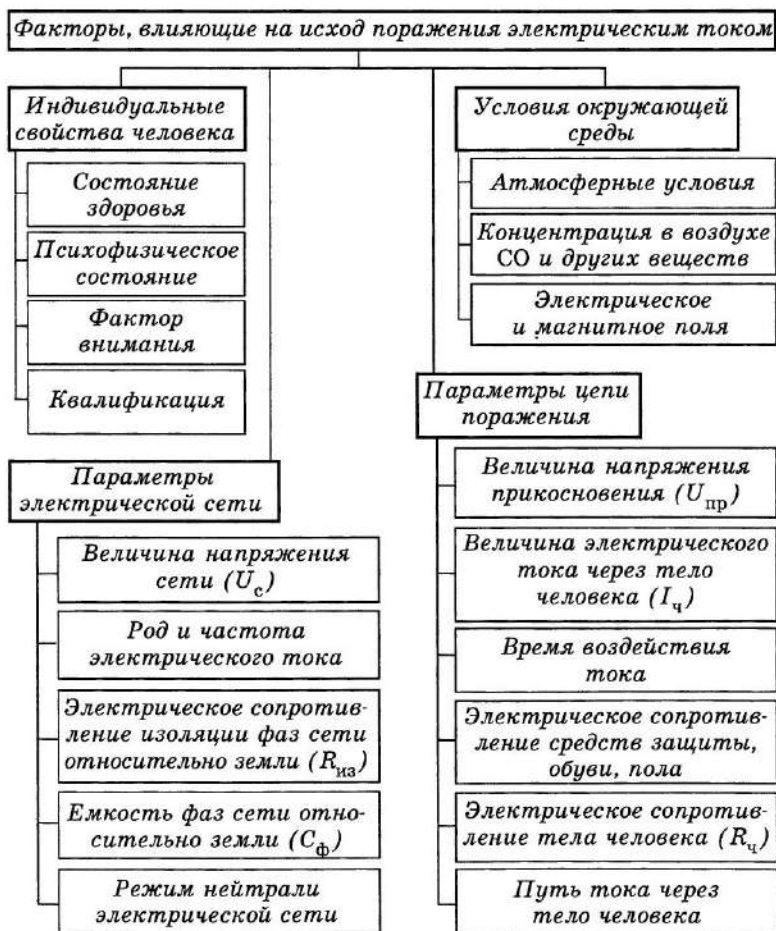 Факторы, влияющие на исход поражения электрическим током
Индивидуальные
свойства человека
Состояние
здоровья
Психофизическое
состояние
Фактор
внимания
Квалификация
Условия окружающей
среды
Атмосферные условия
Концентрация в воздухе
СО и других веществ
Электрическое
и магнитное поля
Параметры
электрической сети
Величина напряжения
сети (Uс)
Род и частота
электрического тока
Электрическое сопротив-
ление изоляции фаз сети
относительно земли (Rиз)
Емкость фаз сети отно-
сительно земли (Cф)
Режим нейтрали
электрической сети
Параметры цепи
поражения
Величина напряжения
прикосновения (Uпр)
Величина электрического
тока через тело
человека (Iч)
Время воздействия
тока
Электрическое сопротив-
ление средств защиты,
обуви, пола
Электрическое сопротив-
ление тела человека (Rч)
Путь тока через
тело человека